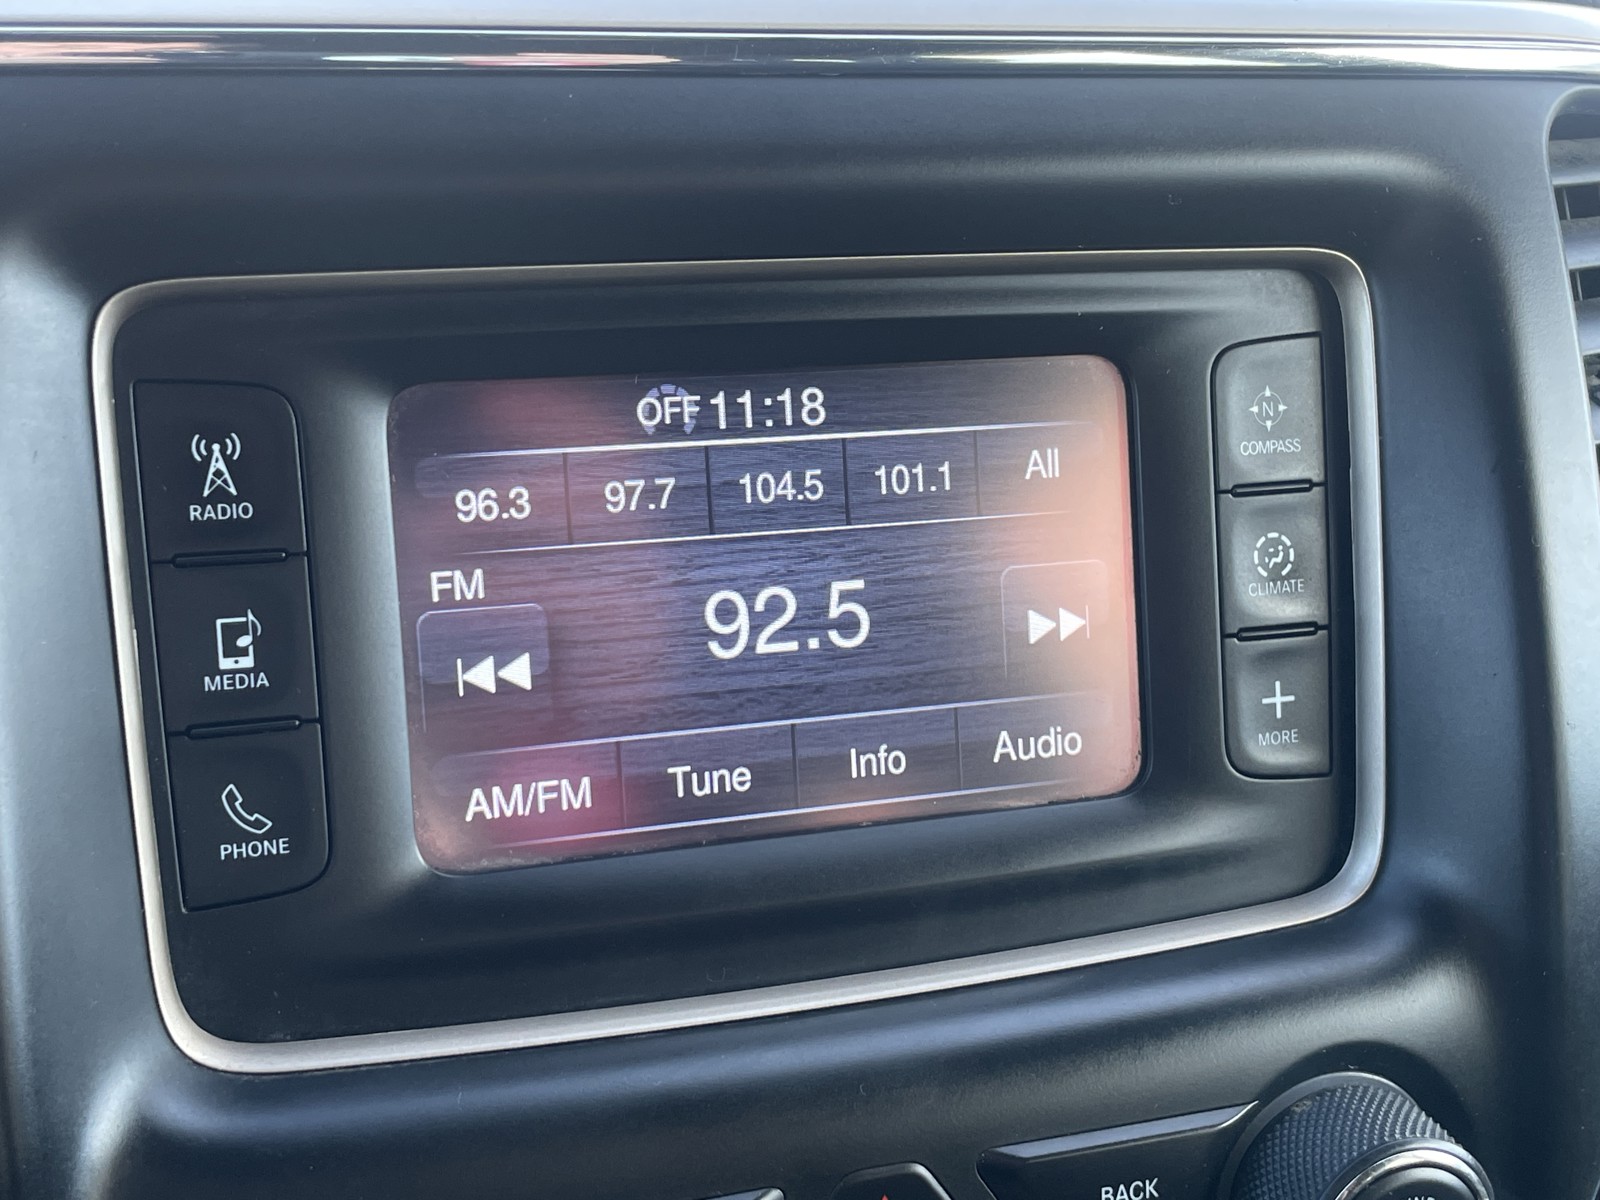 OFF 11:18
96.3 97.7 104.5 101.1 All
FM
92.5
AM/FM Tune Info Audio
RADIO
MEDIA
PHONE
N
COMPASS
CLIMATE
MORE
BACK